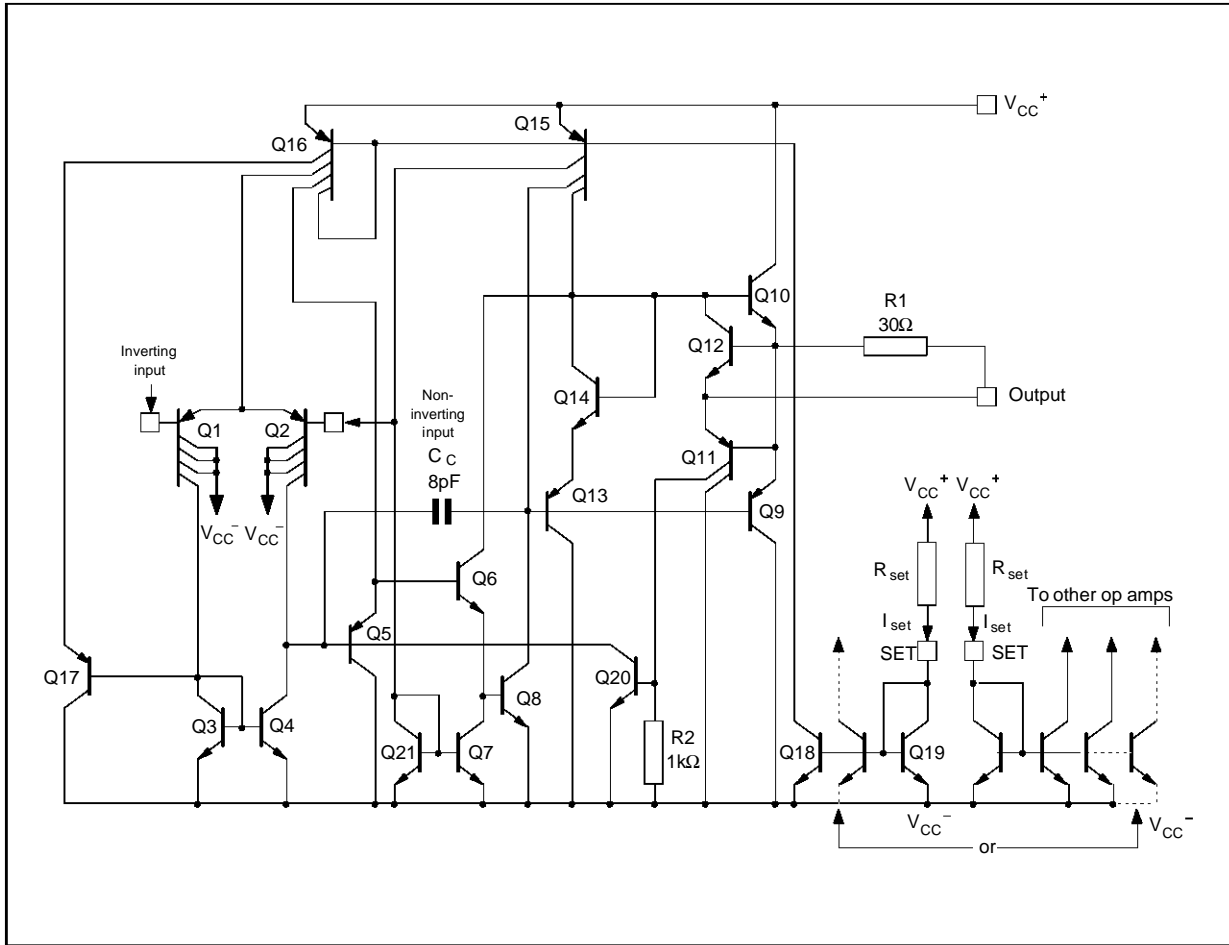 VCC+
Q15
Q16
Q10
R1
30Ω
Q12
Inverting
input
Output
Non-
inverting
input
Q14
Q1
Q2
CC
8pF
Q11
Q13
Q9
VCC+
VCC+
VCC−
VCC−
Rset
Rset
Q6
To other op amps
Q5
Iset
Iset
SET
SET
Q17
Q20
Q8
Q3
Q4
Q21
Q7
R2
1kΩ
Q18
Q19
VCC−
VCC−
or